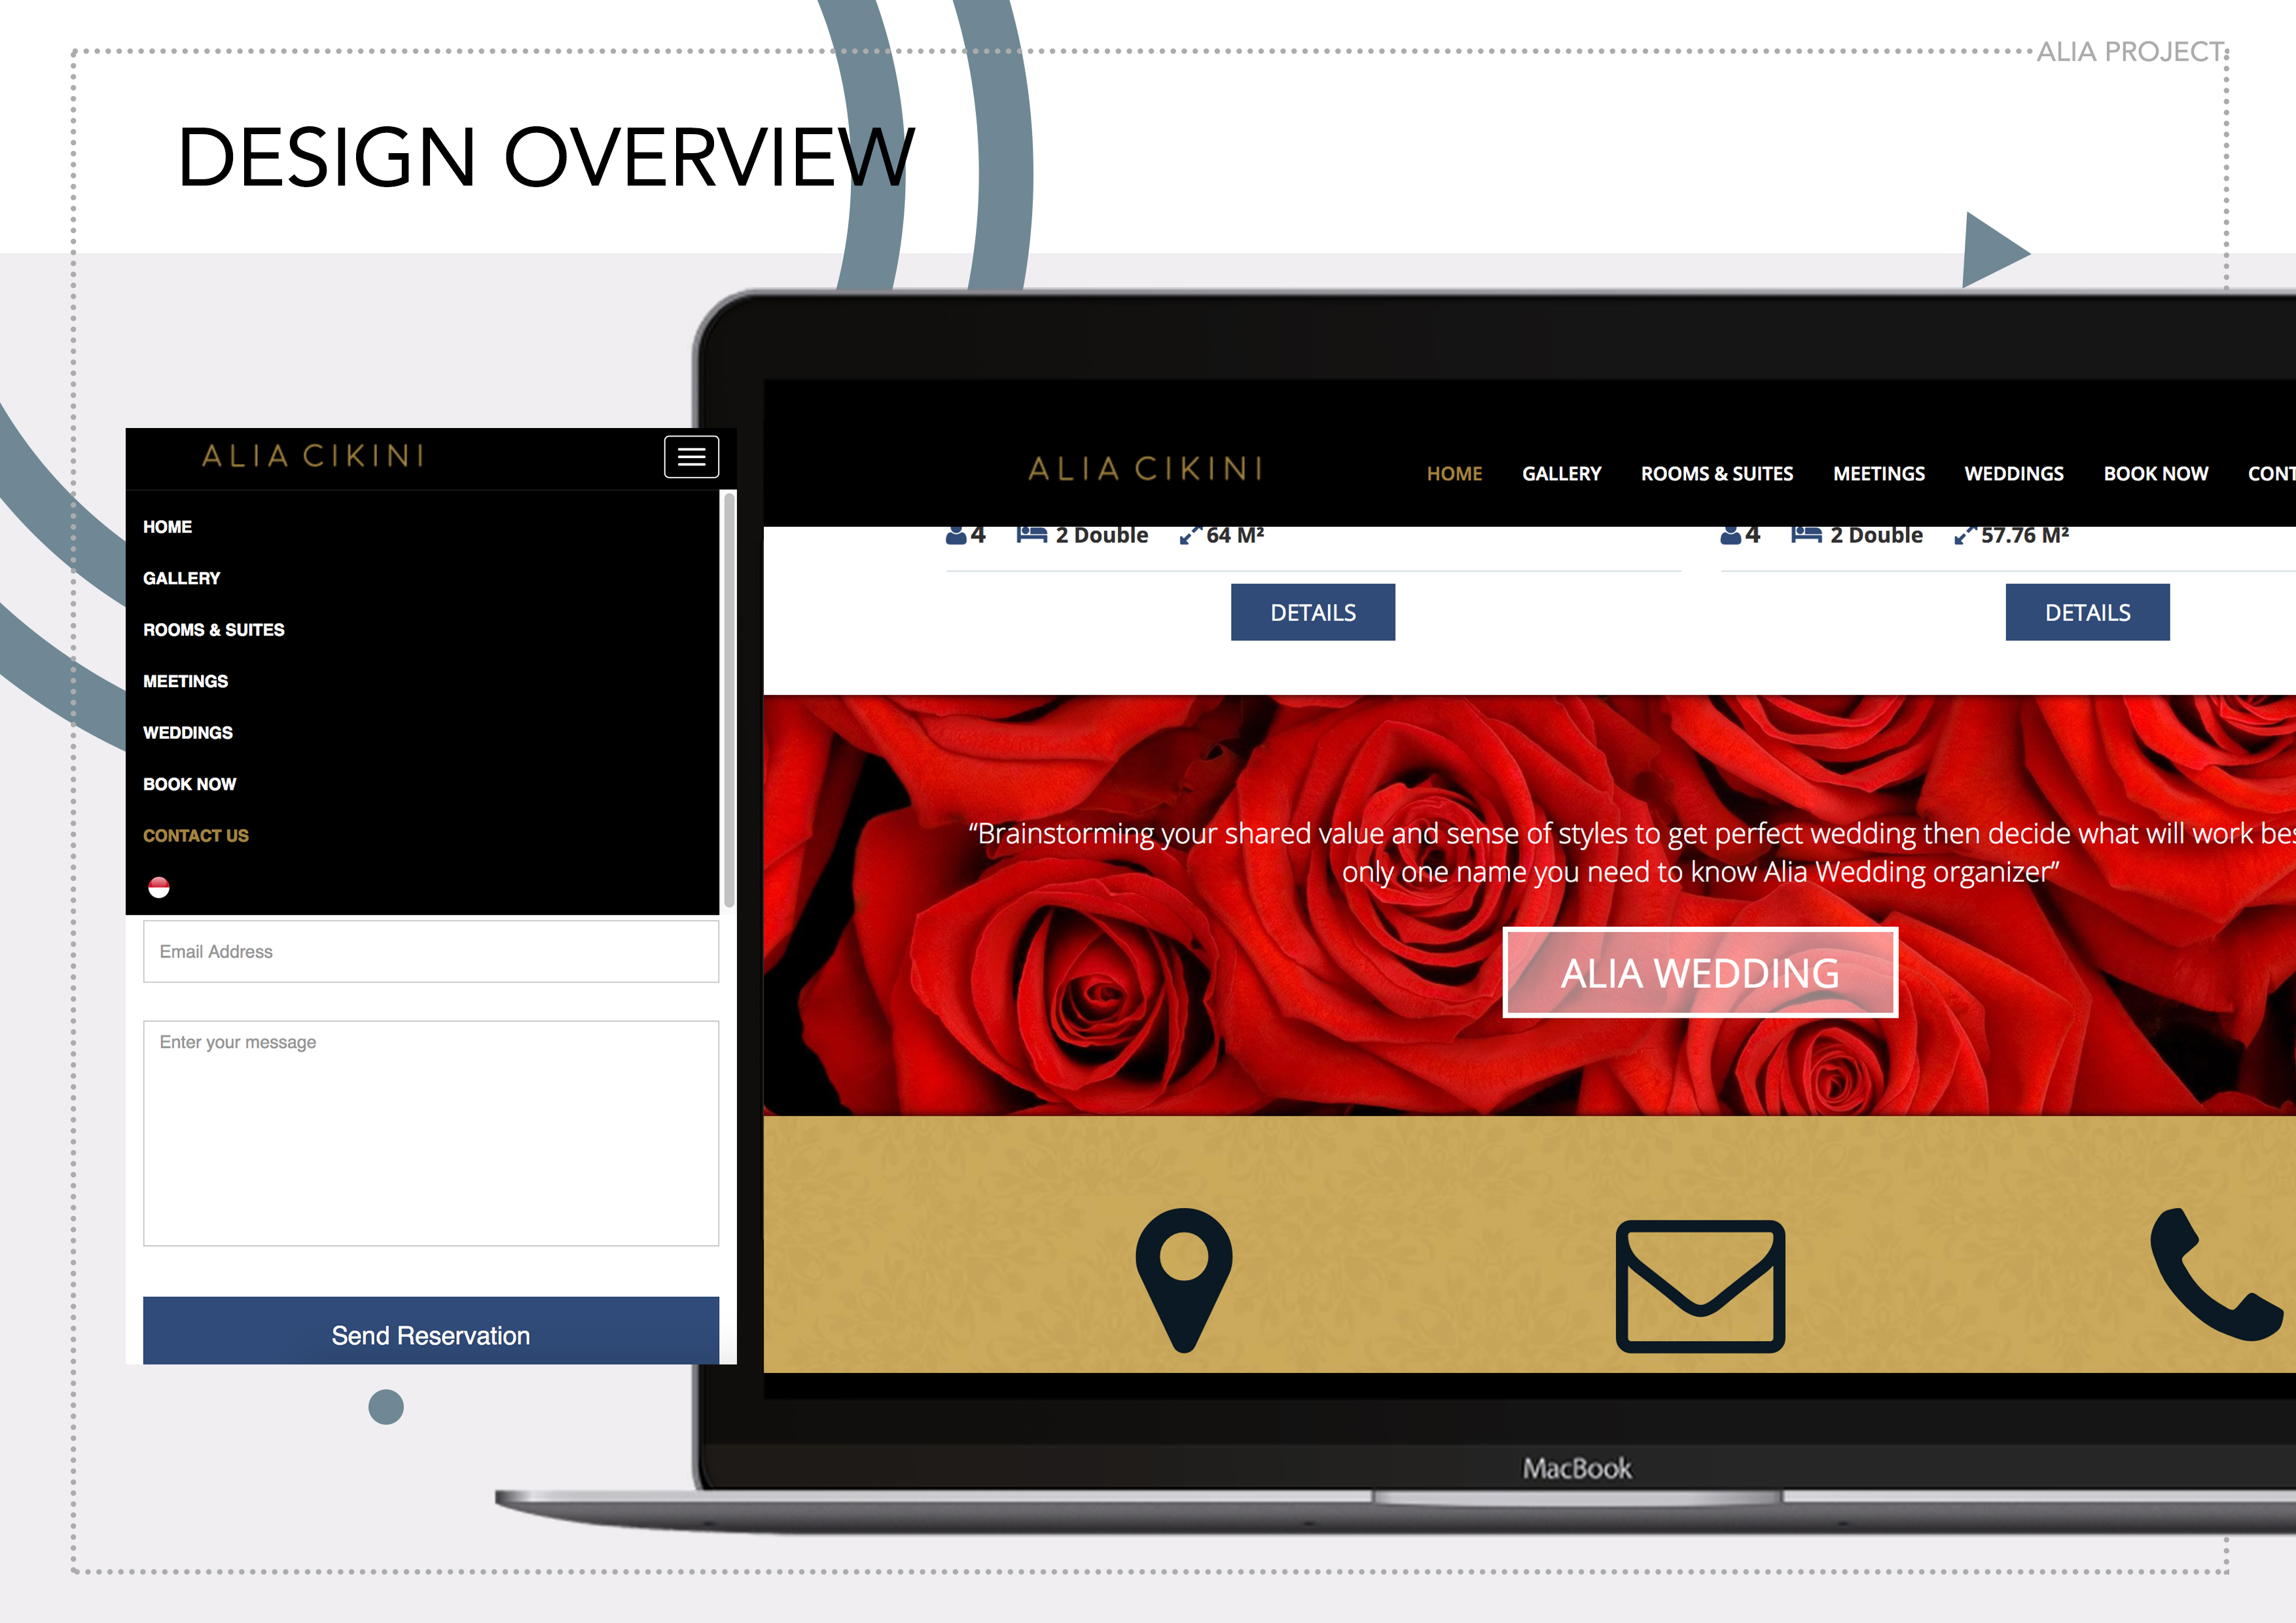 ALIA PROJECT
DESIGN OVERVIEW
ALIA CIKINI
HOME
GALLERY
ROOMS & SUITES
MEETINGS
WEDDINGS
BOOK NOW
CONTACT US
Email Address
Enter your message
Send Reservation
ALIA CIKINI
HOME GALLERY ROOMS & SUITES MEETINGS WEDDINGS BOOK NOW CONT
4 2 Double 64 M² 4 2 Double 57.76 M²
DETAILS DETAILS
“Brainstorming your shared value and sense of styles to get perfect wedding then decide what will work bes
only one name you need to know Alia Wedding organizer”
ALIA WEDDING
MacBook